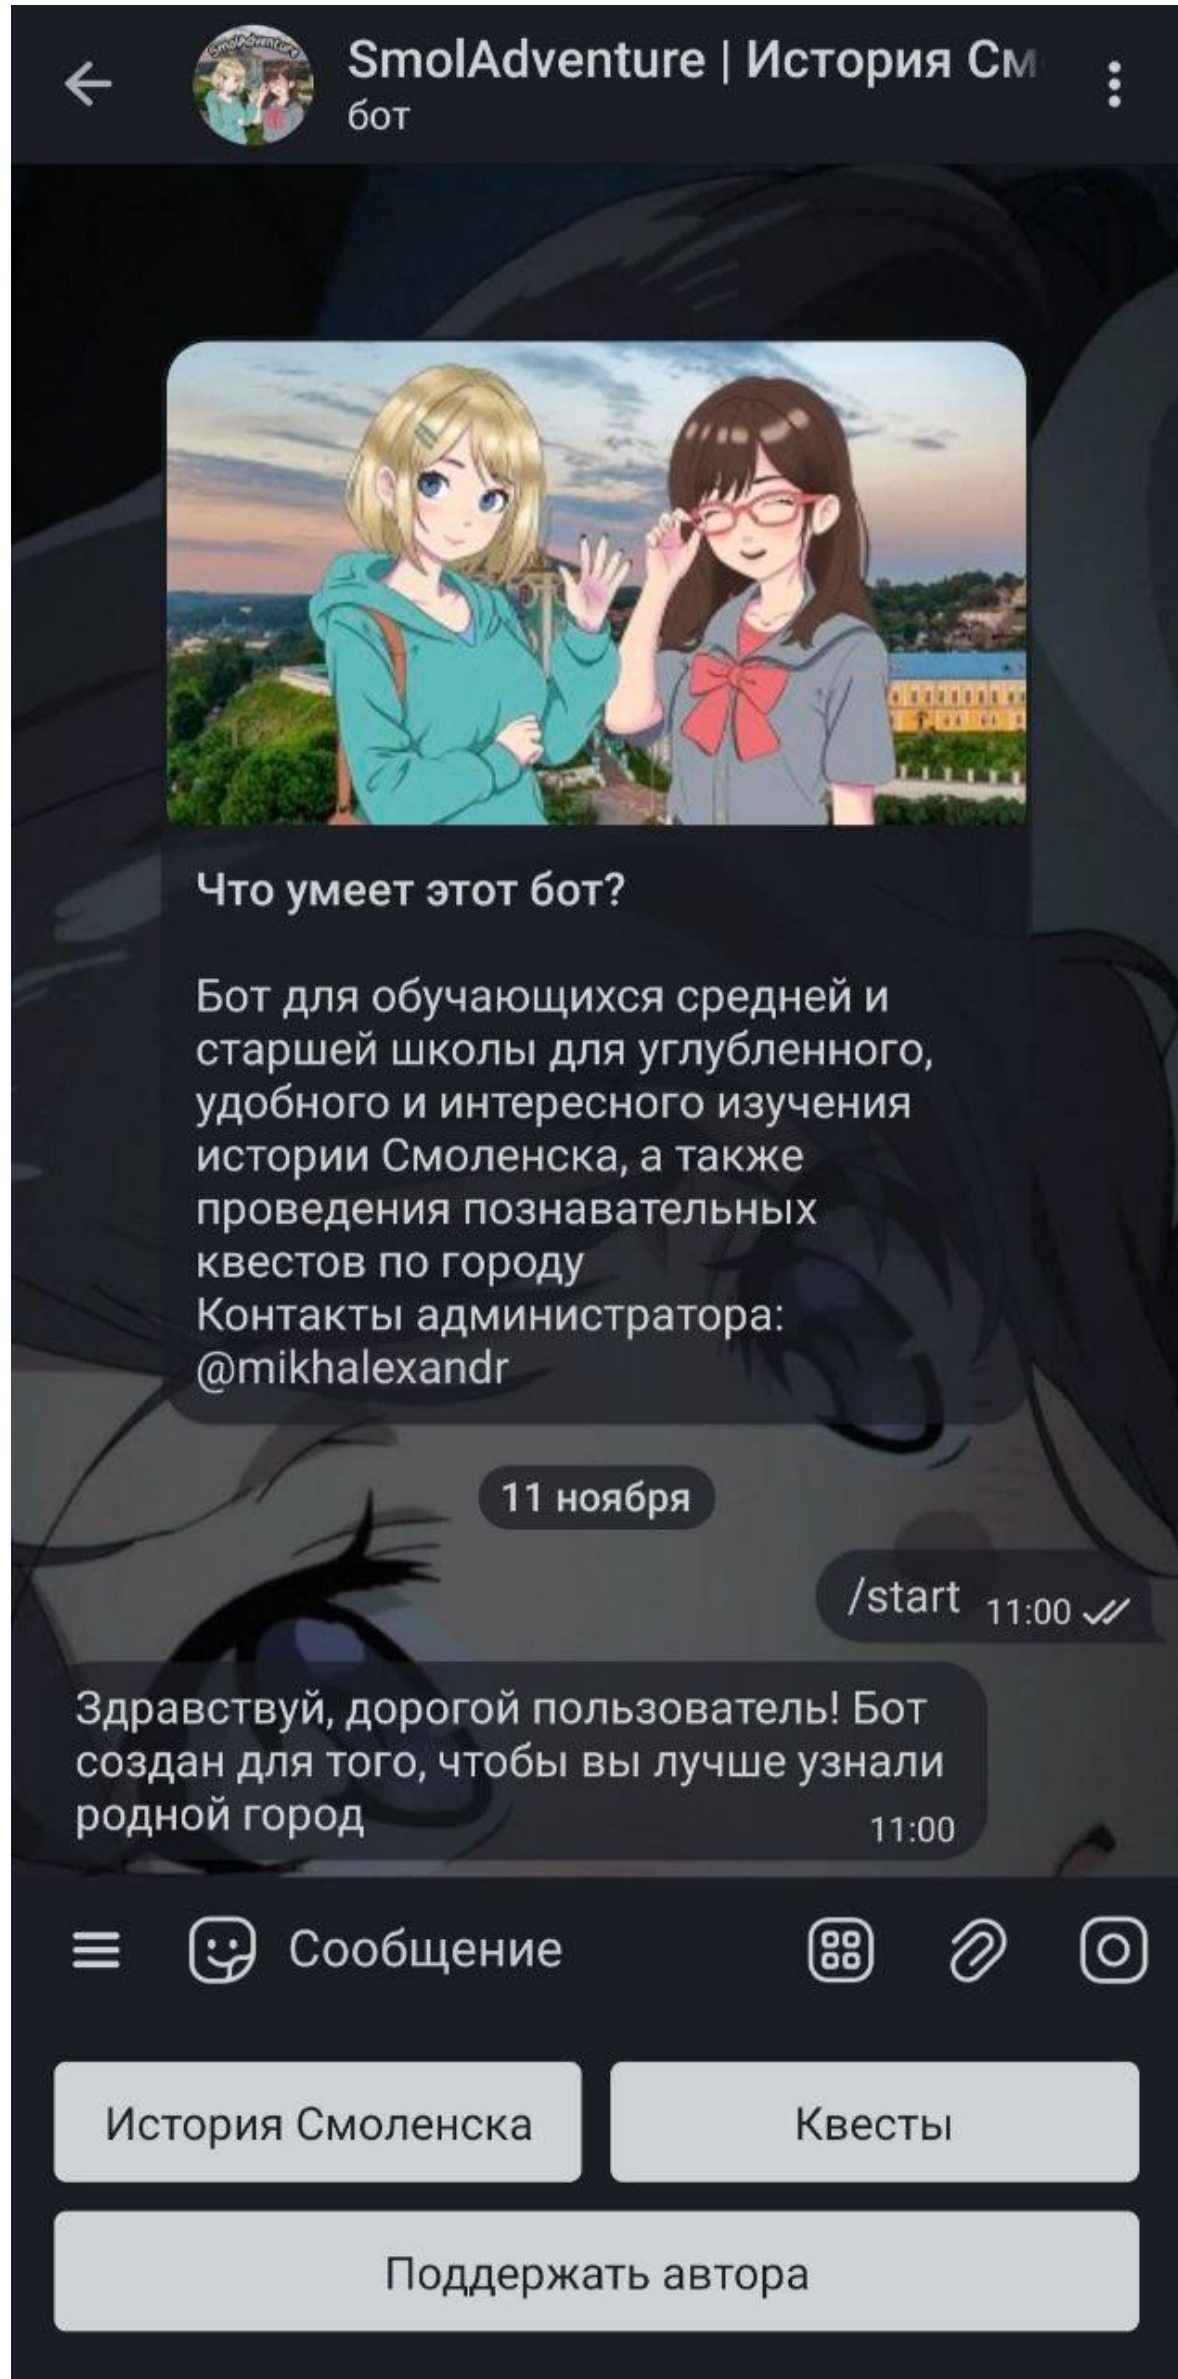 SmolAdventure
SmolAdventure | История См
бот
Что умеет этот бот?
Бот для обучающихся средней и
старшей школы для углубленного,
удобного и интересного изучения
истории Смоленска, а также
проведения познавательных
квестов по городу
Контакты администратора:
@mikhalexandr
11 ноября
/start 11:00
Здравствуй, дорогой пользователь! Бот
создан для того, чтобы вы лучше узнали
родной город
11:00
Сообщение
История Смоленска
Квесты
Поддержать автора